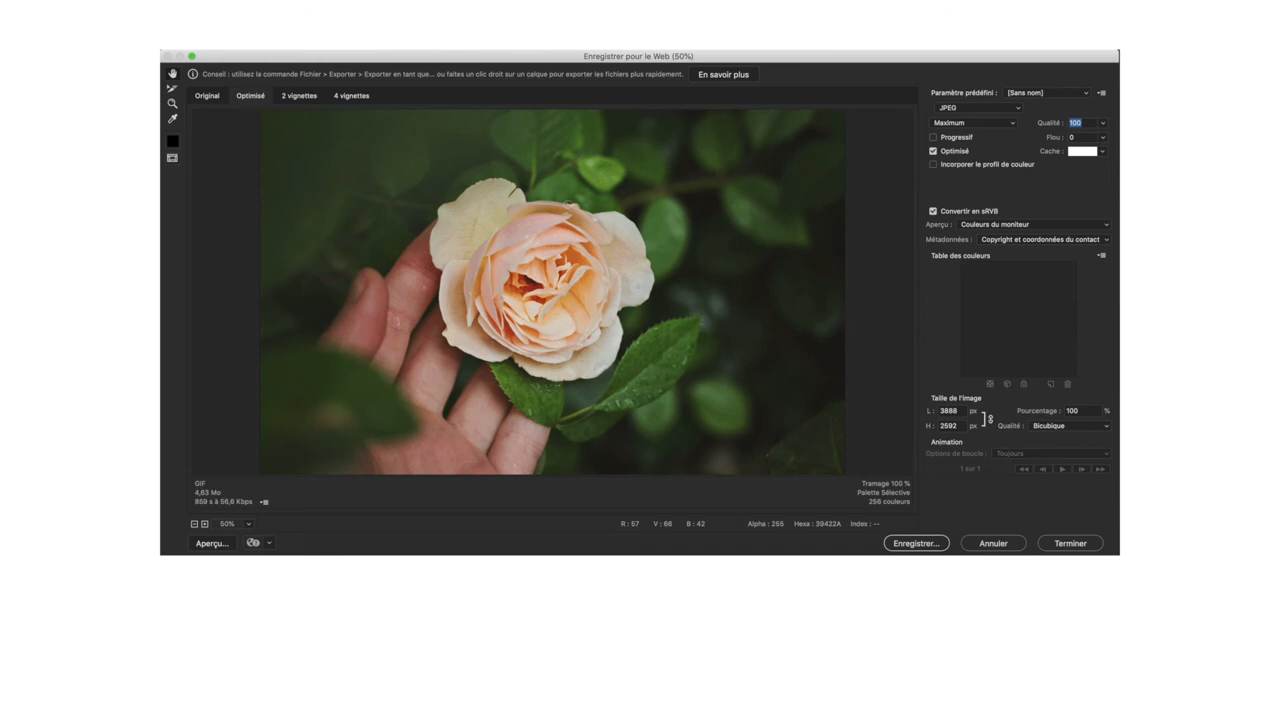 Enregistrer pour le Web (50%)
Conseil : utilisez la commande Fichier > Exporter > Exporter en tant que... ou faites un clic droit sur un calque pour exporter les fichiers plus rapidement.
En savoir plus
Original
Optimisé
2 vignettes
4 vignettes
Paramètre prédéfini :
[Sans nom]
JPEG
Maximum
Qualité : 100
Progressif
Flou : 0
Optimisé
Cache :
Incorporer le profil de couleur
Convertir en sRVB
Aperçu : Couleurs du moniteur
Métadonnées : Copyright et coordonnées du contact
Table des couleurs
Taille de l'image
L : 3888 px
Pourcentage : 100 %
H : 2592 px
Qualité : Bicubique
Animation
Options de boucle : Toujours
1 sur 1
GIF
4,63 Mo
859 s à 56,6 Kbps
Tramage 100 %
Palette Sélective
256 couleurs
50%
R : 57
V : 66
B : 42
Alpha : 255
Hexa : 39422A
Index : --
Aperçu...
Enregistrer...
Annuler
Terminer